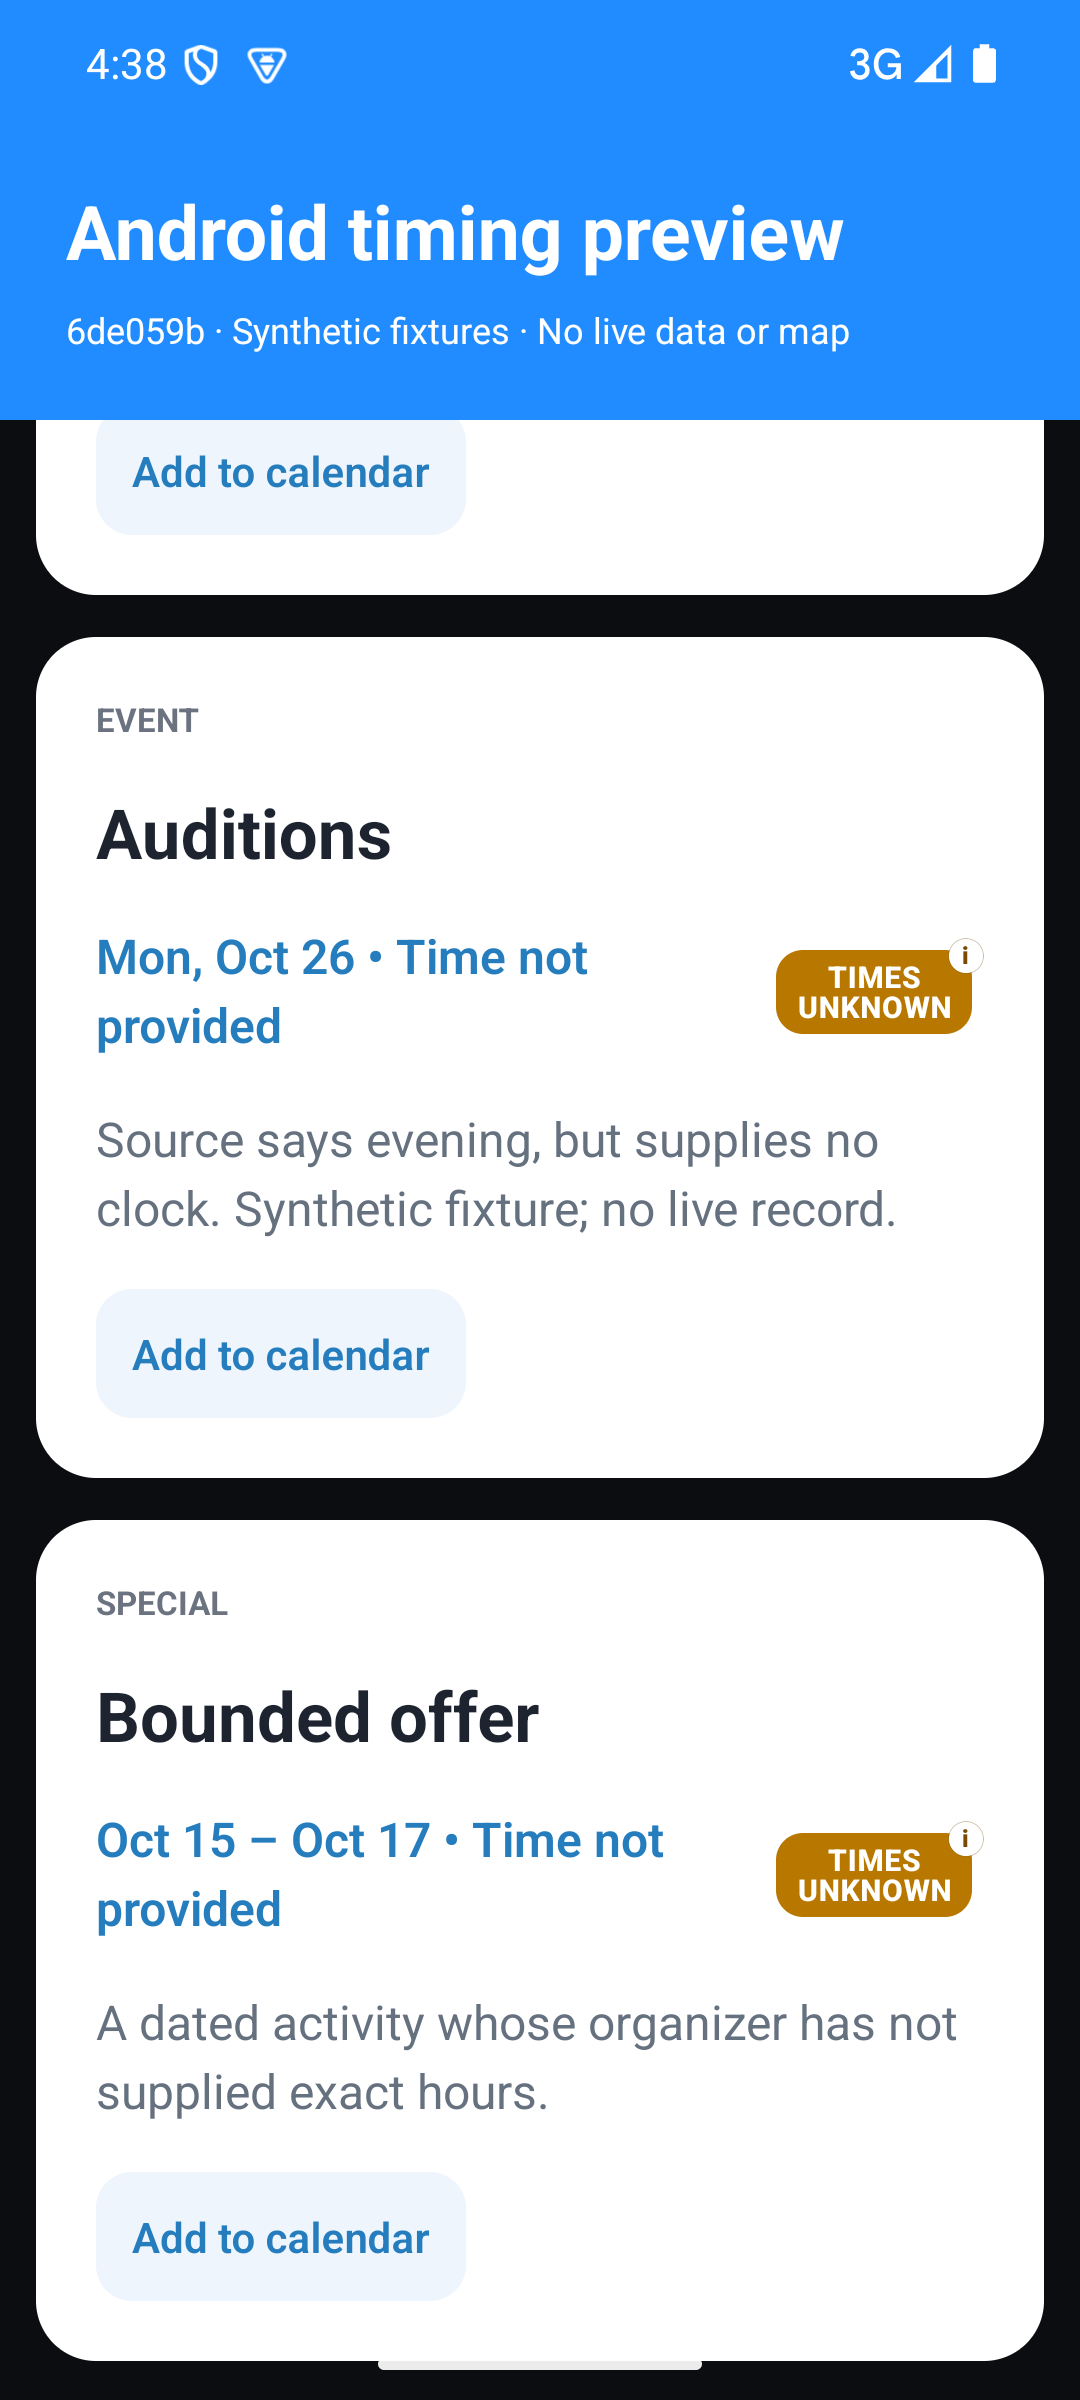 4:38
3G
Android timing preview
6de059b · Synthetic fixtures · No live data or map
Add to calendar
EVENT
Auditions
Mon, Oct 26 • Time not
provided
TIMES
UNKNOWN
i
Source says evening, but supplies no
clock. Synthetic fixture; no live record.
Add to calendar
SPECIAL
Bounded offer
Oct 15 – Oct 17 • Time not
provided
TIMES
UNKNOWN
i
A dated activity whose organizer has not
supplied exact hours.
Add to calendar